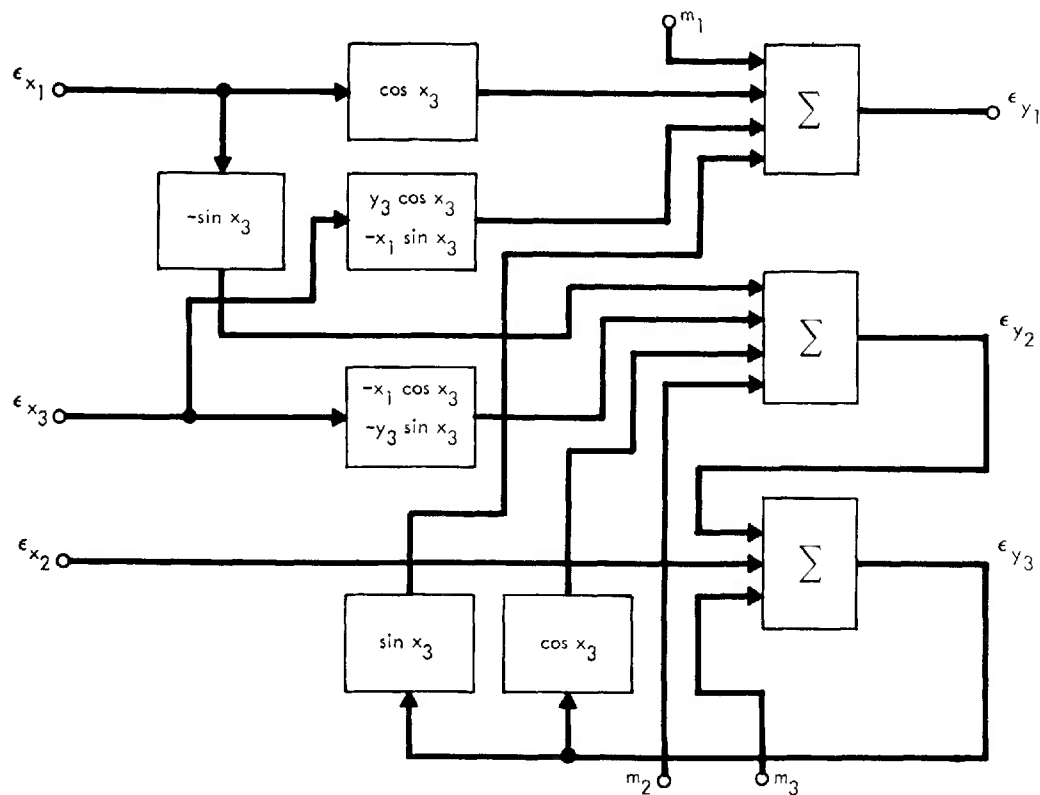 m₁
ϵx₁
cos x₃
Σ
ϵy₁
-sin x₃
y₃ cos x₃
-x₁ sin x₃
Σ
ϵy₂
ϵx₃
-x₁ cos x₃
-y₃ sin x₃
ϵx₂
Σ
ϵy₃
sin x₃
cos x₃
m₂
m₃